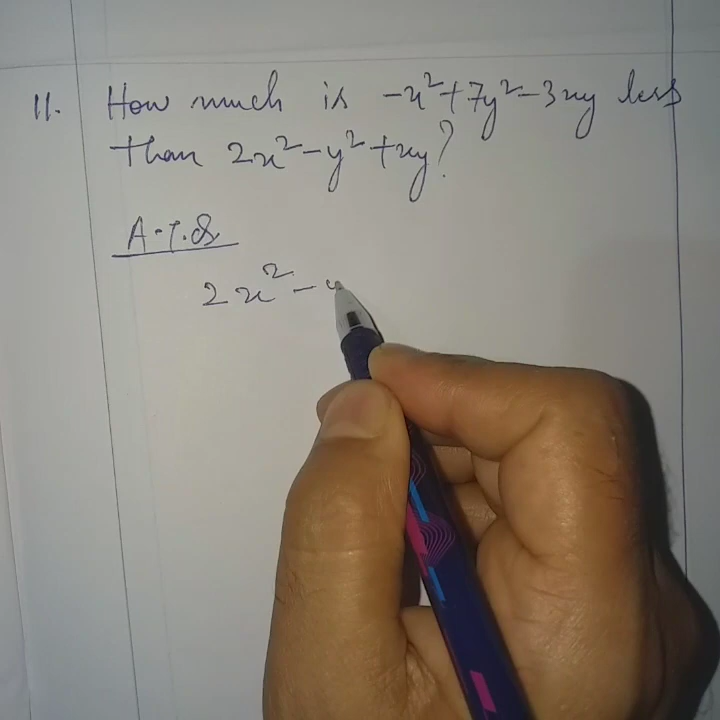 11. How much is -x²+7y²-3xy less
than 2x²-y²+xy?
A.T.Q.
2x²-y